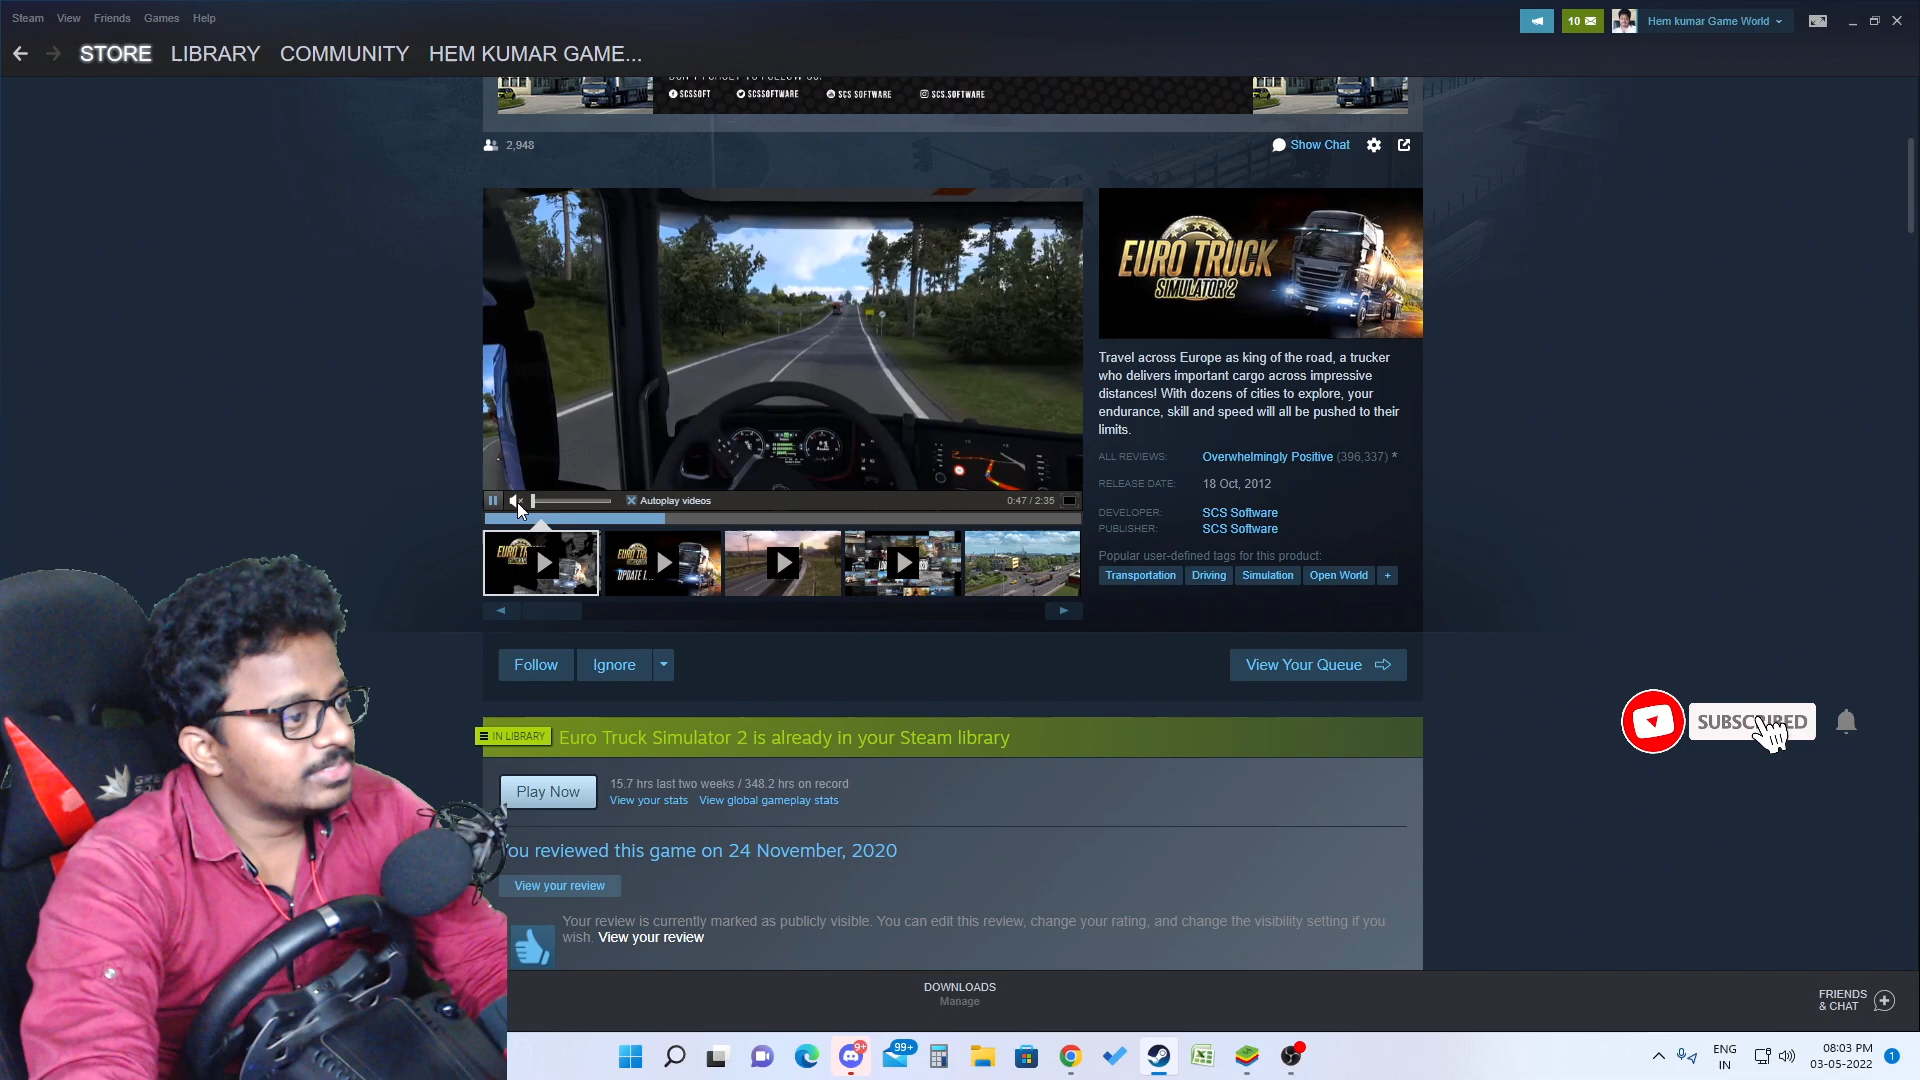 Steam View Friends Games Help
10
Hem kumar Game World
STORE LIBRARY COMMUNITY HEM KUMAR GAME...
SCSSOFT SCSSOFTWARE SCS SOFTWARE SCS.SOFTWARE
2,948
Show Chat
EURO TRUCK
SIMULATOR 2
Travel across Europe as king of the road, a trucker
who delivers important cargo across impressive
distances! With dozens of cities to explore, your
endurance, skill and speed will all be pushed to their
limits.
ALL REVIEWS: Overwhelmingly Positive (396,337) *
RELEASE DATE: 18 Oct, 2012
DEVELOPER: SCS Software
PUBLISHER: SCS Software
Popular user-defined tags for this product:
Transportation Driving Simulation Open World +
Autoplay videos
0:47 / 2:35
Follow Ignore
View Your Queue
IN LIBRARY
Euro Truck Simulator 2 is already in your Steam library
Play Now
15.7 hrs last two weeks / 348.2 hrs on record
View your stats View global gameplay stats
You reviewed this game on 24 November, 2020
View your review
Your review is currently marked as publicly visible. You can edit this review, change your rating, and change the visibility setting if you
wish. View your review
SUBSCRIBED
DOWNLOADS
Manage
FRIENDS
& CHAT
9+
99+
ENG
IN
08:03 PM
03-05-2022
1